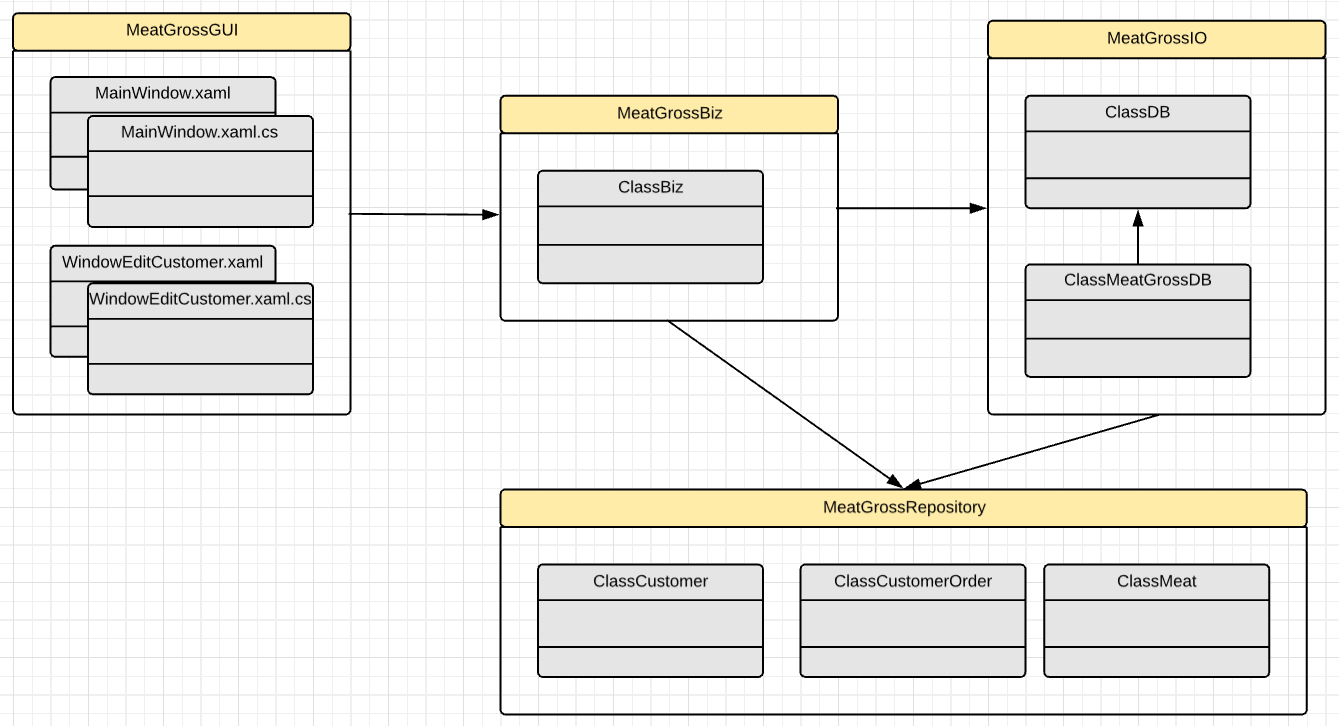 MeatGrossGUI
MainWindow.xaml
MainWindow.xaml.cs
WindowEditCustomer.xaml
WindowEditCustomer.xaml.cs
MeatGrossBiz
ClassBiz
MeatGrossIO
ClassDB
ClassMeatGrossDB
MeatGrossRepository
ClassCustomer
ClassCustomerOrder
ClassMeat